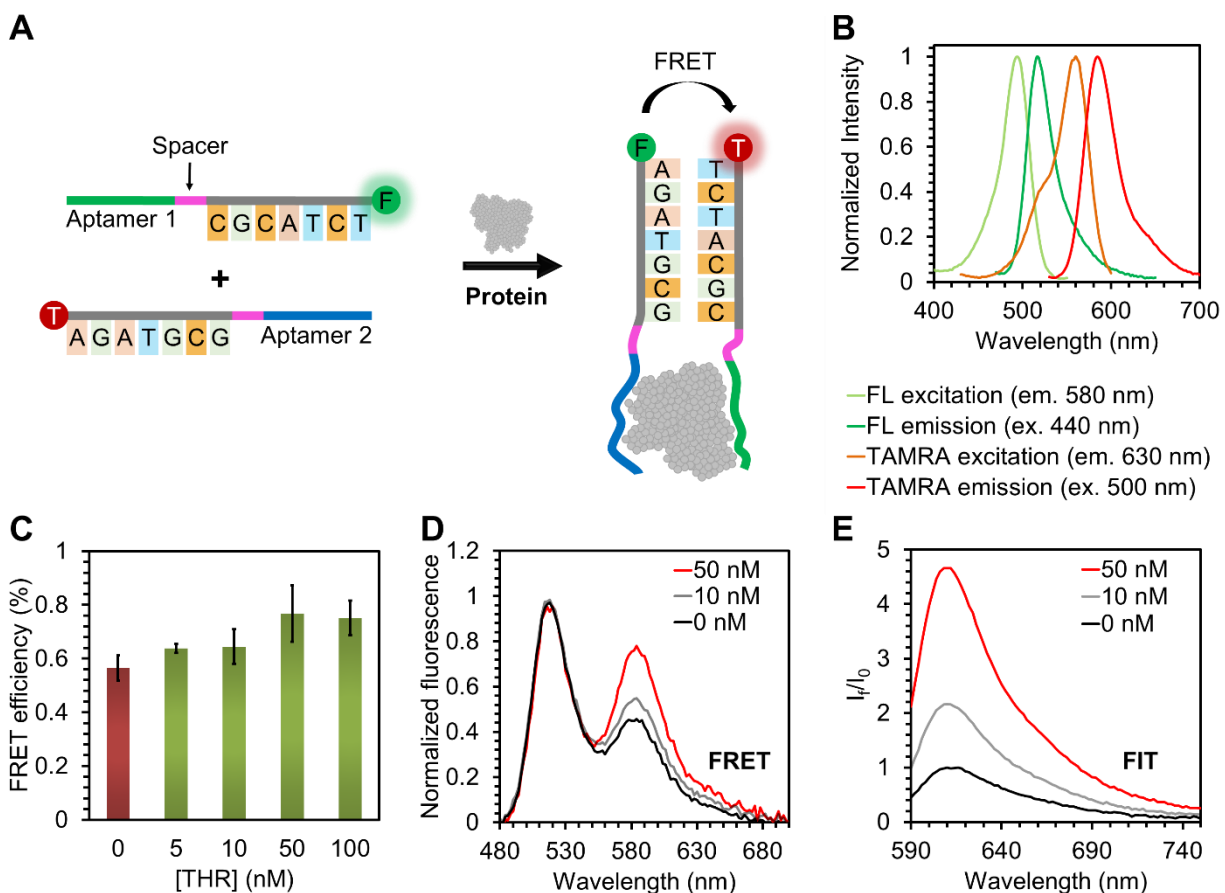 A
Spacer
F
Aptamer 1
C G C A T C T
+
T
A G A T G C G
Aptamer 2
Protein
FRET
F T
A T
G C
A T
T A
G C
C G
G C
B
Normalized Intensity
1
0.8
0.6
0.4
0.2
0
400 500 600 700
Wavelength (nm)
FL excitation (em. 580 nm)
FL emission (ex. 440 nm)
TAMRA excitation (em. 630 nm)
TAMRA emission (ex. 500 nm)
C
FRET efficiency (%)
1
0.8
0.6
0.4
0.2
0
0 5 10 50 100
[THR] (nM)
D
Normalized fluorescence
1.2
1
0.8
0.6
0.4
0.2
0
50 nM
10 nM
0 nM
FRET
480 530 580 630 680
Wavelength (nm)
E
If/I0
5
4
3
2
1
0
50 nM
10 nM
0 nM
FIT
590 640 690 740
Wavelength (nm)